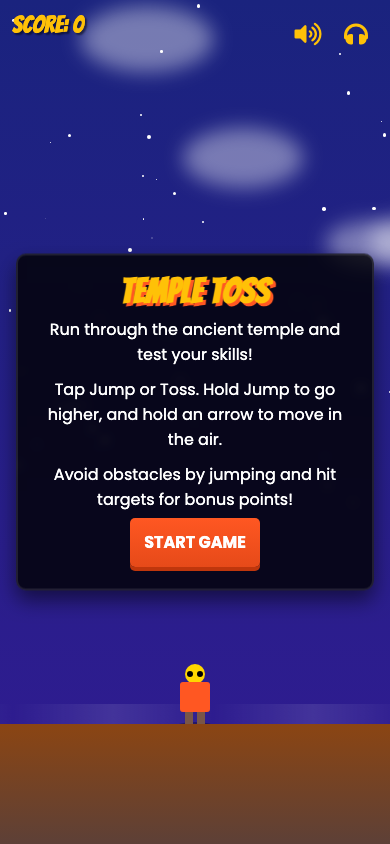 SCORE: 0
TEMPLE TOSS
Run through the ancient temple and
test your skills!
Tap Jump or Toss. Hold Jump to go
higher, and hold an arrow to move in
the air.
Avoid obstacles by jumping and hit
targets for bonus points!
START GAME